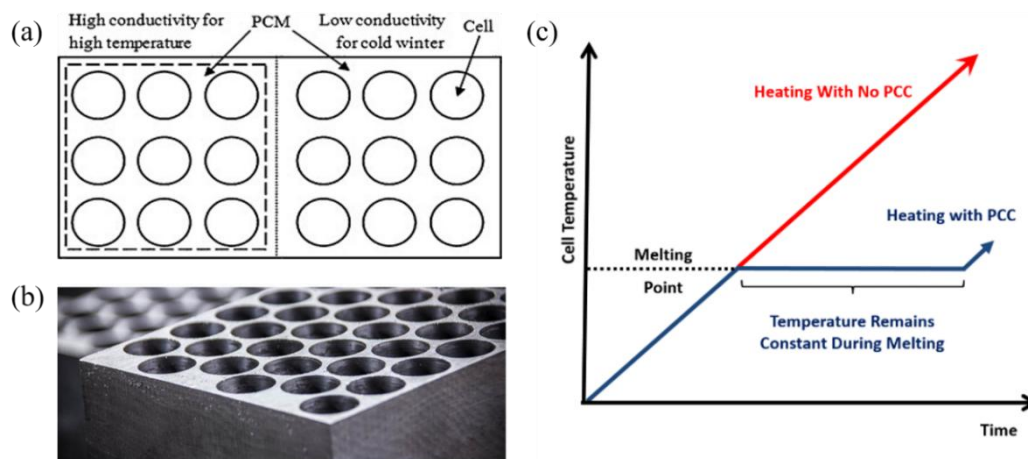 (a)
High conductivity for
high temperature
PCM
Low conductivity
for cold winter
Cell
(b)
(c)
Cell Temperature
Heating With No PCC
Heating with PCC
Melting
Point
Temperature Remains
Constant During Melting
Time